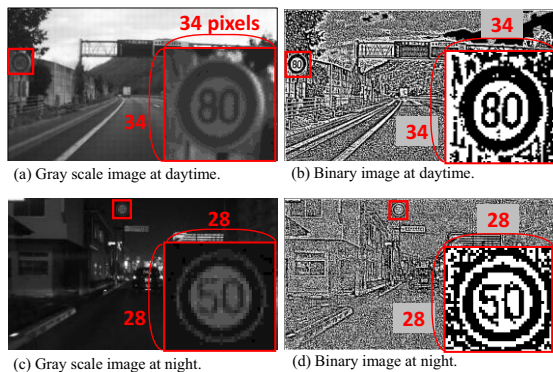 34 pixels
34
80
(a) Gray scale image at daytime.
34
34
80
80
(b) Binary image at daytime.
28
28
50
(c) Gray scale image at night.
28
28
50
(d) Binary image at night.